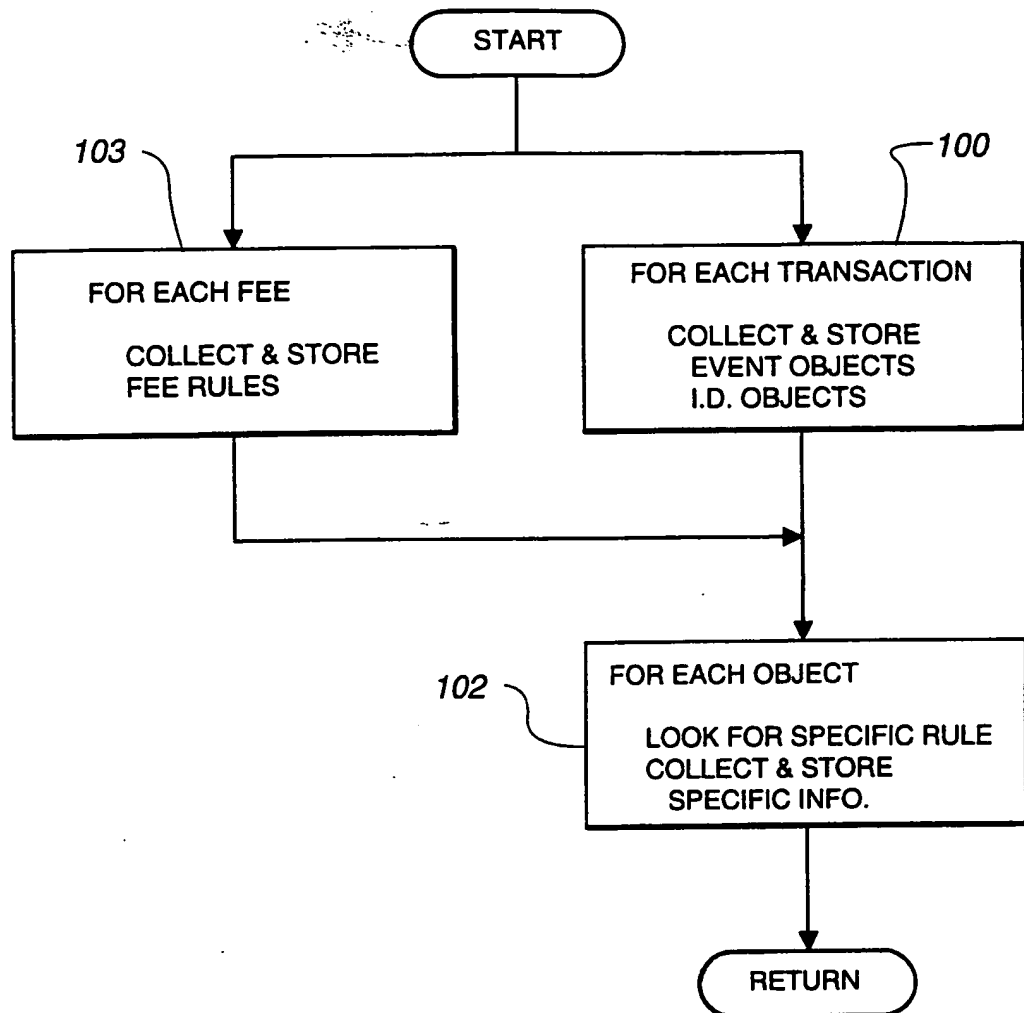 START
103
100
FOR EACH FEE
COLLECT & STORE
FEE RULES
FOR EACH TRANSACTION
COLLECT & STORE
EVENT OBJECTS
I.D. OBJECTS
102
FOR EACH OBJECT
LOOK FOR SPECIFIC RULE
COLLECT & STORE
SPECIFIC INFO.
RETURN